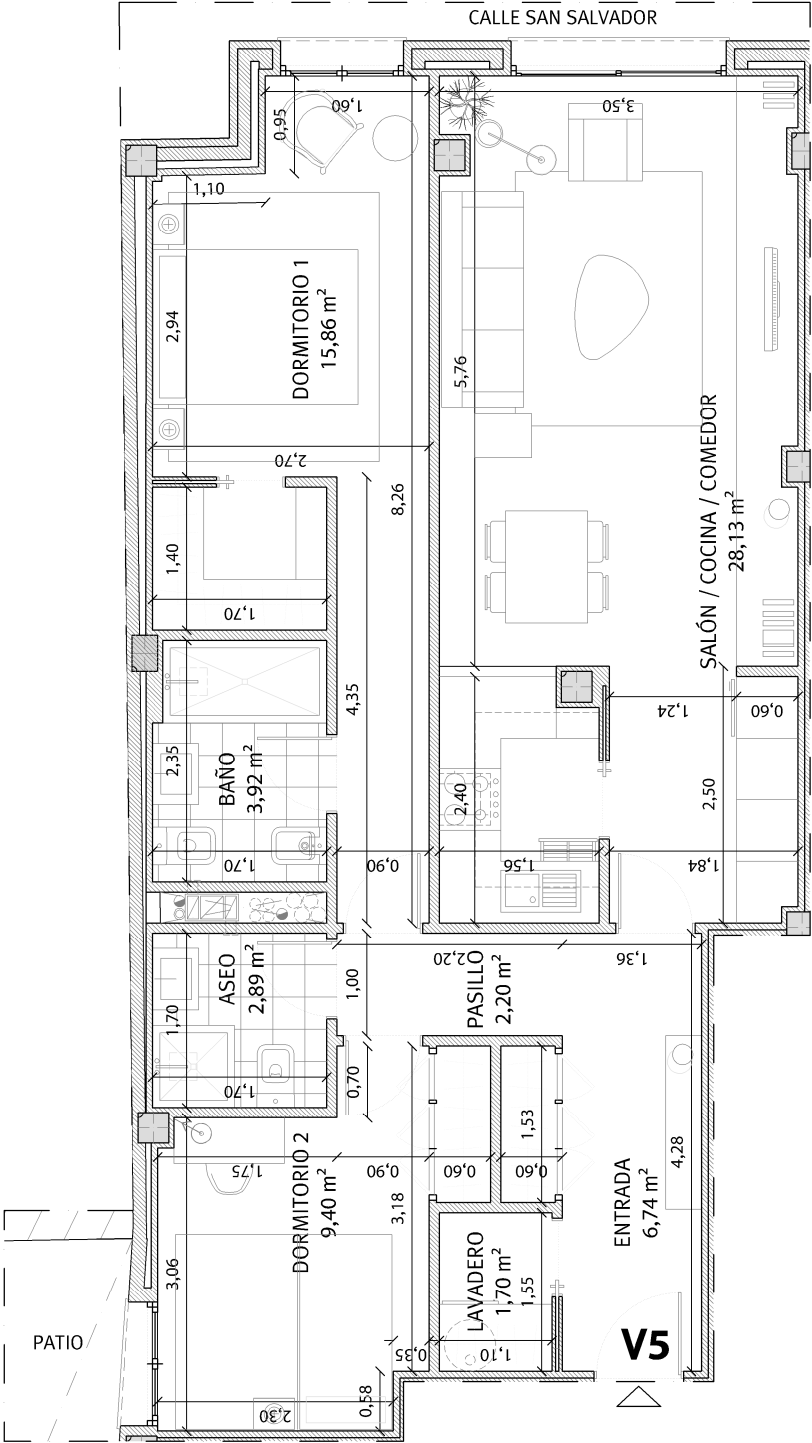 CALLE SAN SALVADOR
1,60
3,50
0,95
1,10
2,94
DORMITORIO 1
15,86 m²
5,76
2,70
8,26
SALÓN / COCINA / COMEDOR
28,13 m²
1,40
1,70
4,35
1,24
0,60
2,35
BAÑO
3,92 m²
2,40
2,50
1,70
0,90
1,56
1,84
ASEO
2,89 m²
1,70
1,00
2,20
PASILLO
2,20 m²
1,36
1,70
0,70
1,53
4,28
DORMITORIO 2
9,40 m²
1,75
0,90
0,60
0,60
3,18
ENTRADA
6,74 m²
3,06
LAVADERO
1,70 m²
1,55
PATIO
V5
0,35
1,10
0,58
2,30